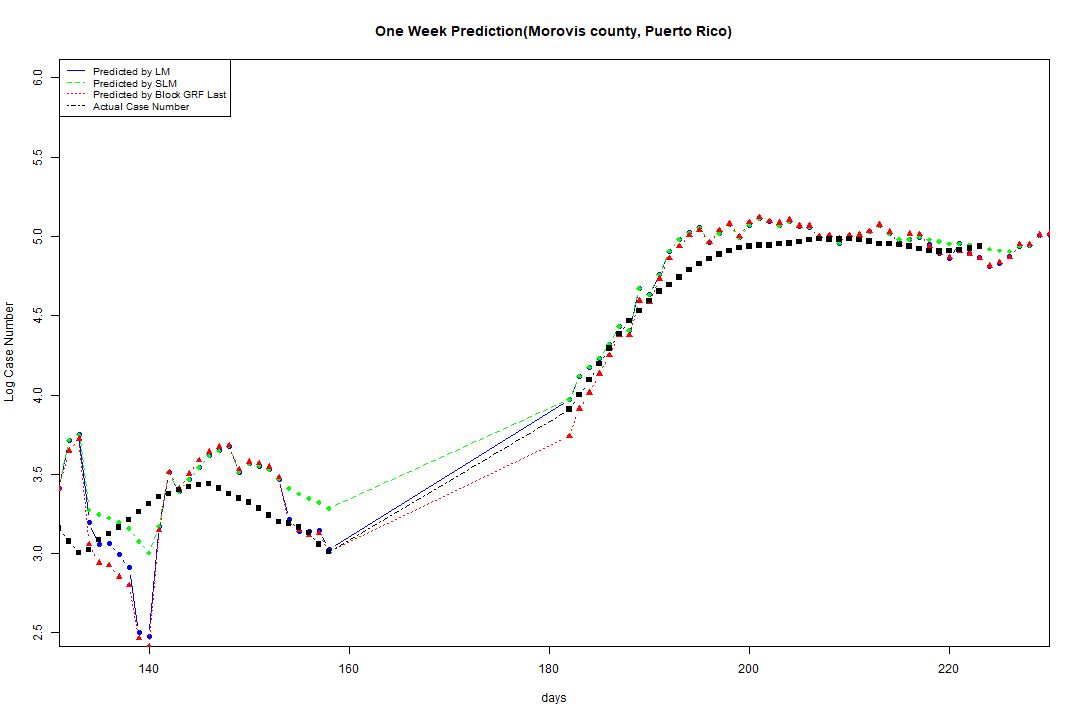 One Week Prediction(Morovis county, Puerto Rico)
Predicted by LM
Predicted by SLM
Predicted by Block GRF Last
Actual Case Number
6.0
5.5
5.0
4.5
4.0
3.5
3.0
2.5
Log Case Number
140 160 180 200 220
days